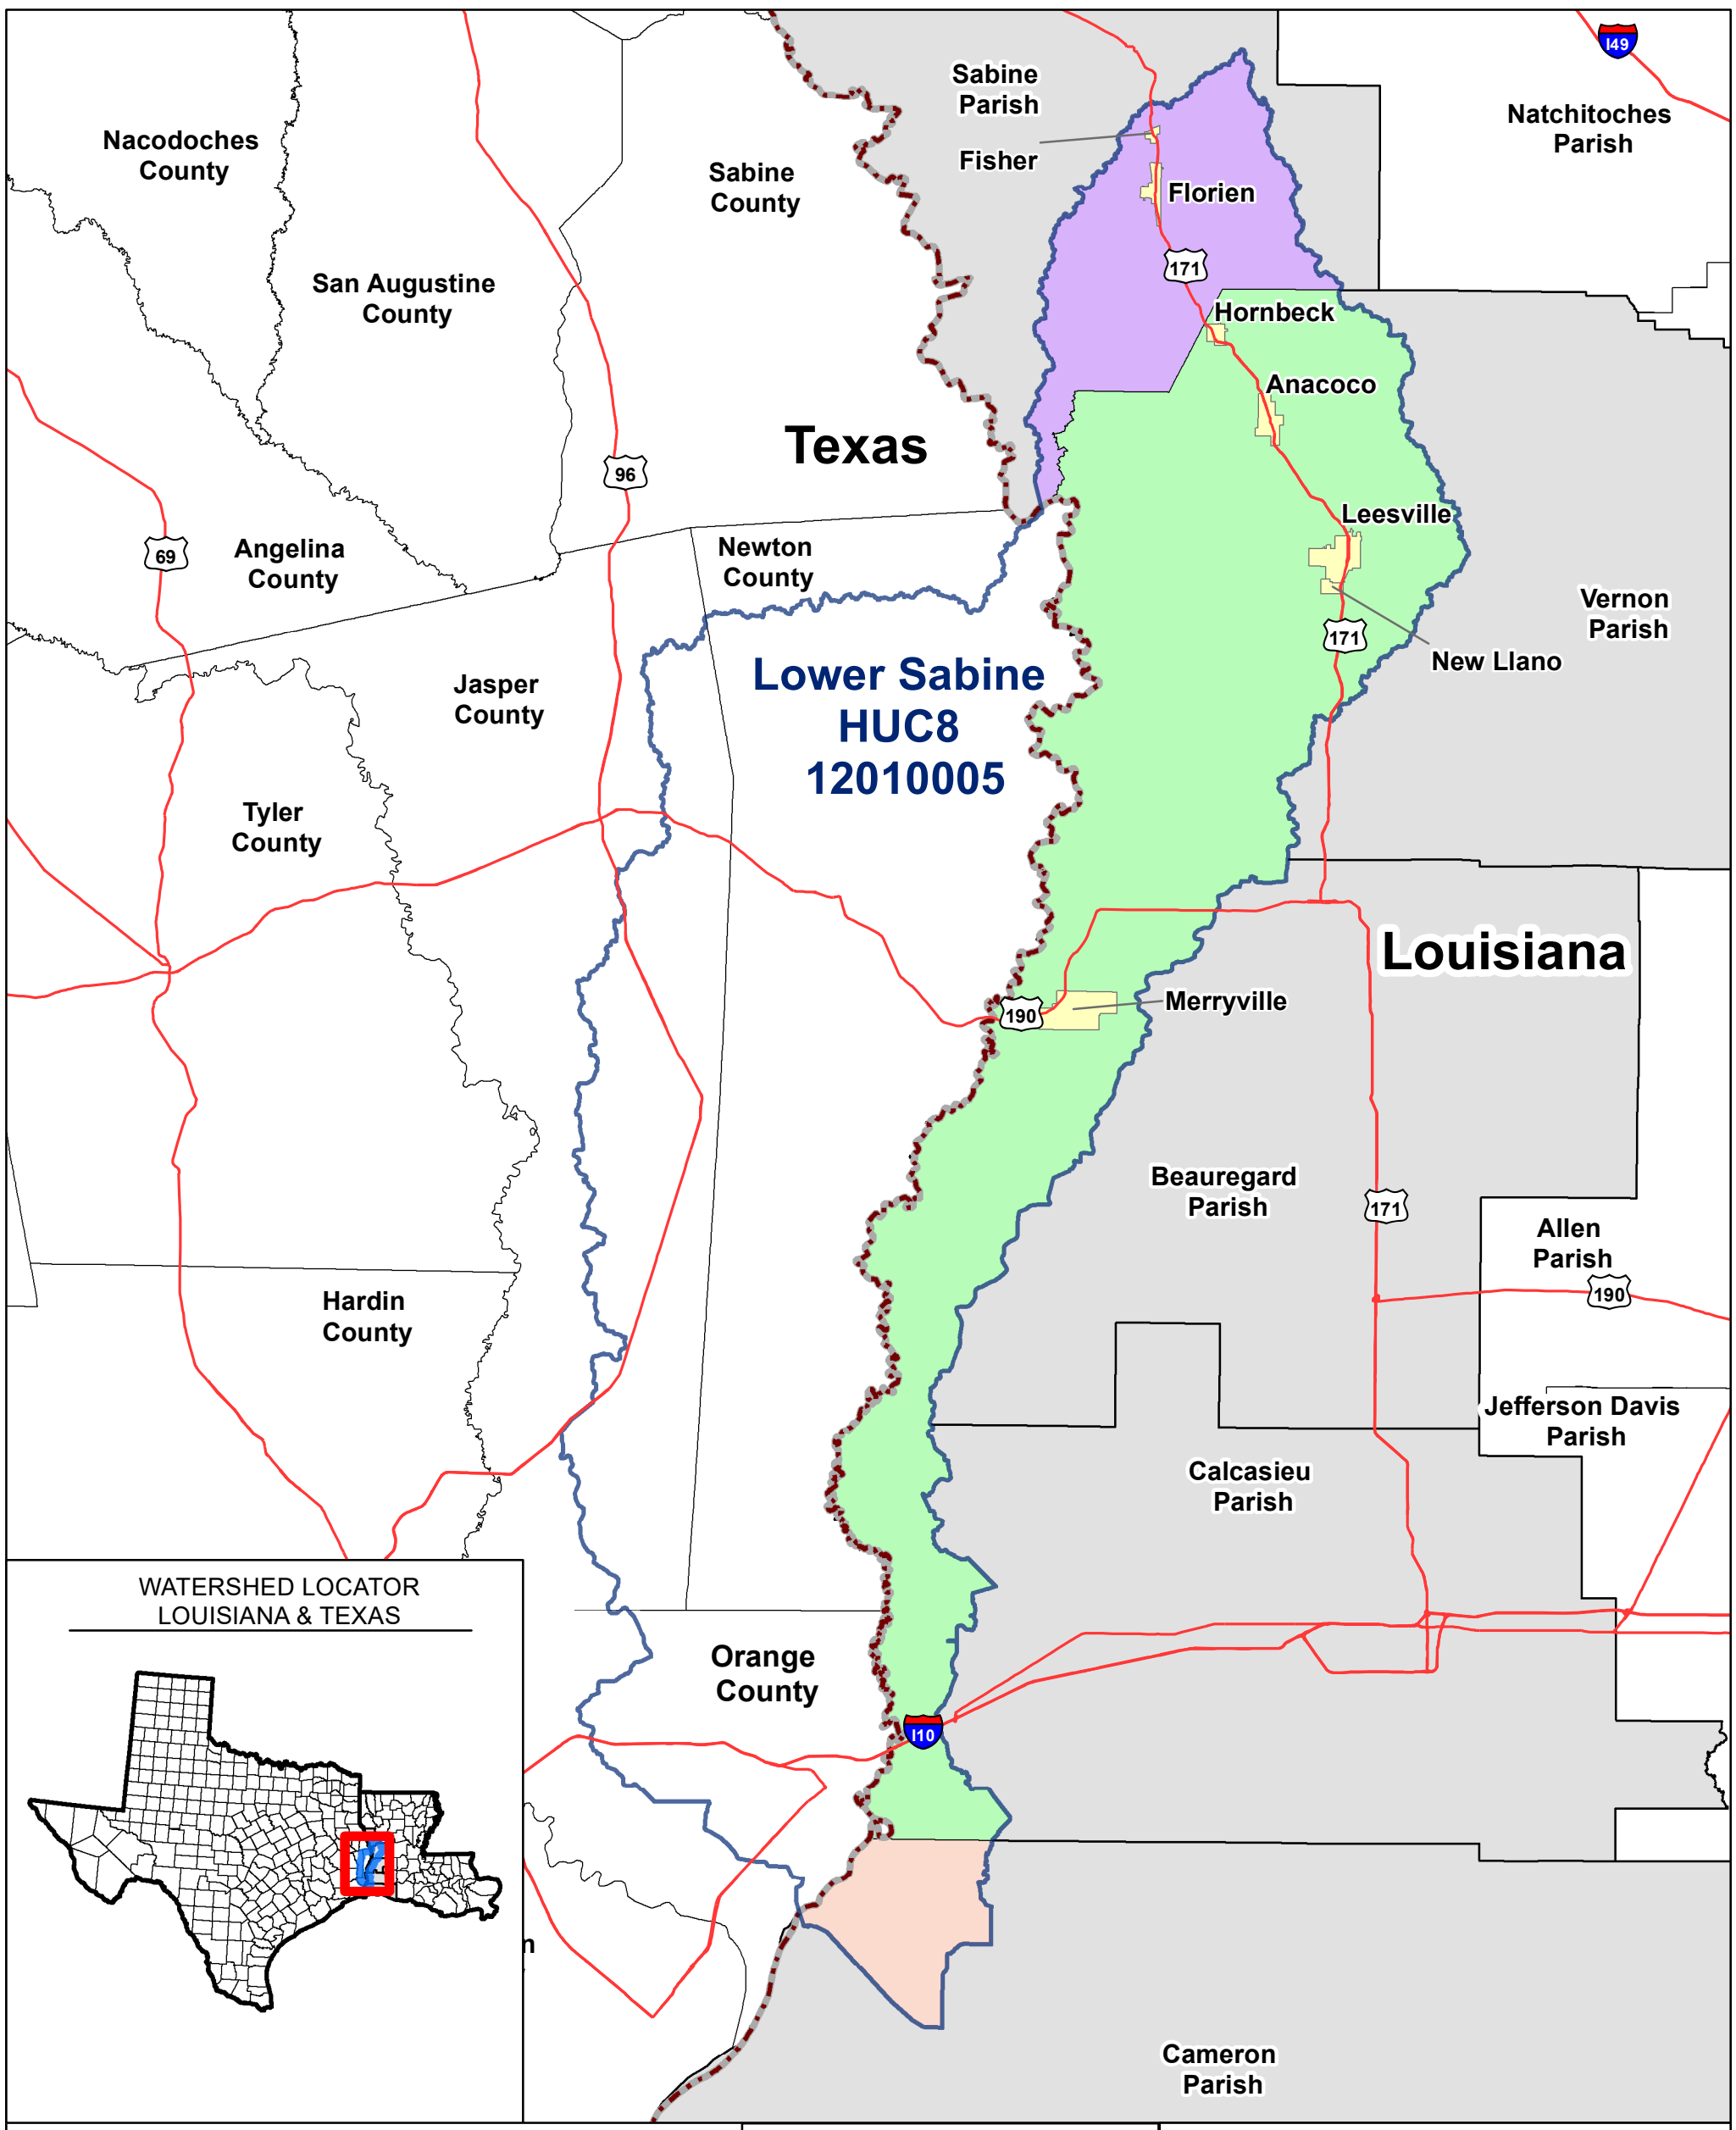 I49
Sabine
Parish
Natchitoches
Parish
Nacodoches
County
Fisher
Sabine
County
Florien
171
San Augustine
County
Hornbeck
Anacoco
Texas
96
Leesville
69
Angelina
County
Newton
County
Vernon
Parish
171
New Llano
Lower Sabine
HUC8
12010005
Jasper
County
Tyler
County
Louisiana
190
Merryville
Beauregard
Parish
171
Allen
Parish
190
Hardin
County
Jefferson Davis
Parish
Calcasieu
Parish
WATERSHED LOCATOR
LOUISIANA & TEXAS
Orange
County
I10
Cameron
Parish